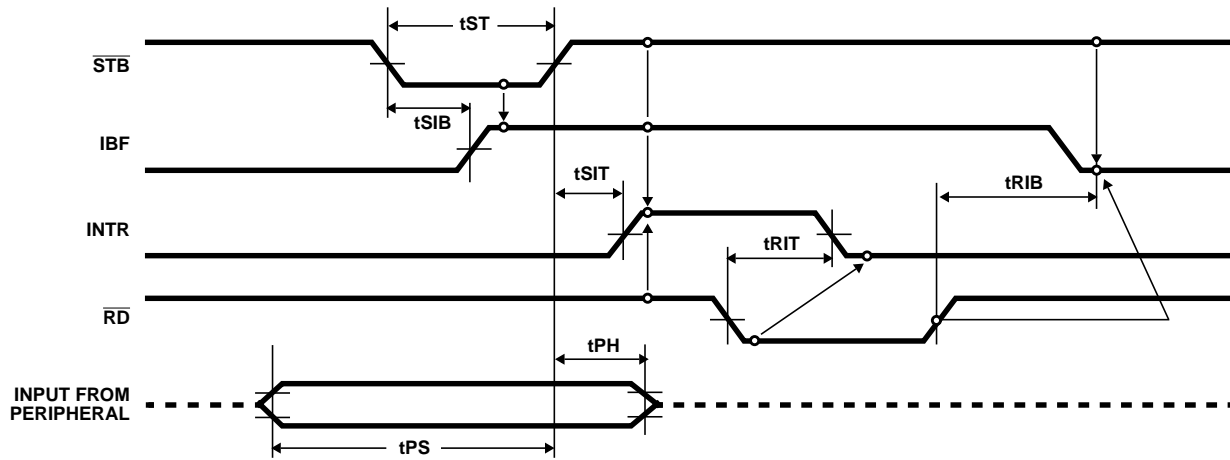 tST
STB
tSIB
IBF
tSIT
tRIB
INTR
tRIT
RD
tPH
INPUT FROM
PERIPHERAL
tPS